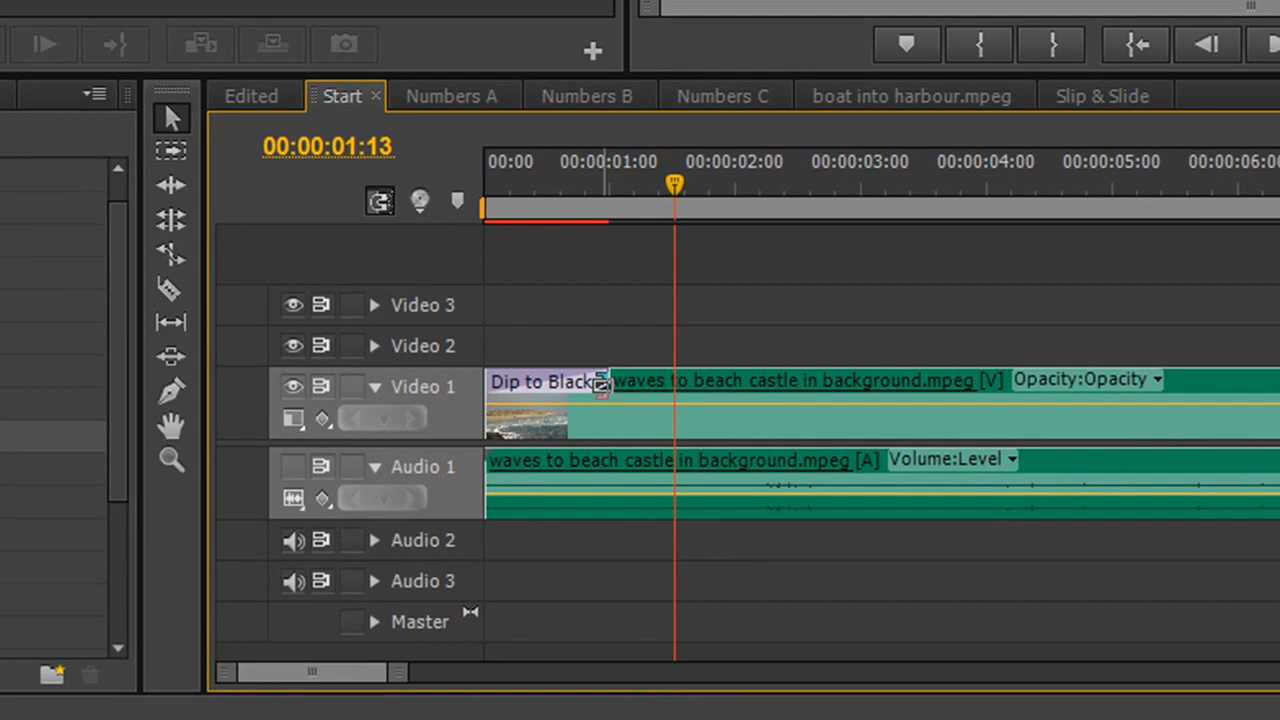 Edited Start × Numbers A Numbers B Numbers C boat into harbour.mpeg Slip & Slide
00:00:01:13
00:00 00:00:01:00 00:00:02:00 00:00:03:00 00:00:04:00 00:00:05:00 00:00:06:00
Video 3
Video 2
Video 1 Dip to Black waves to beach castle in background.mpeg [V] Opacity:Opacity
Audio 1 waves to beach castle in background.mpeg [A] Volume:Level
Audio 2
Audio 3
Master